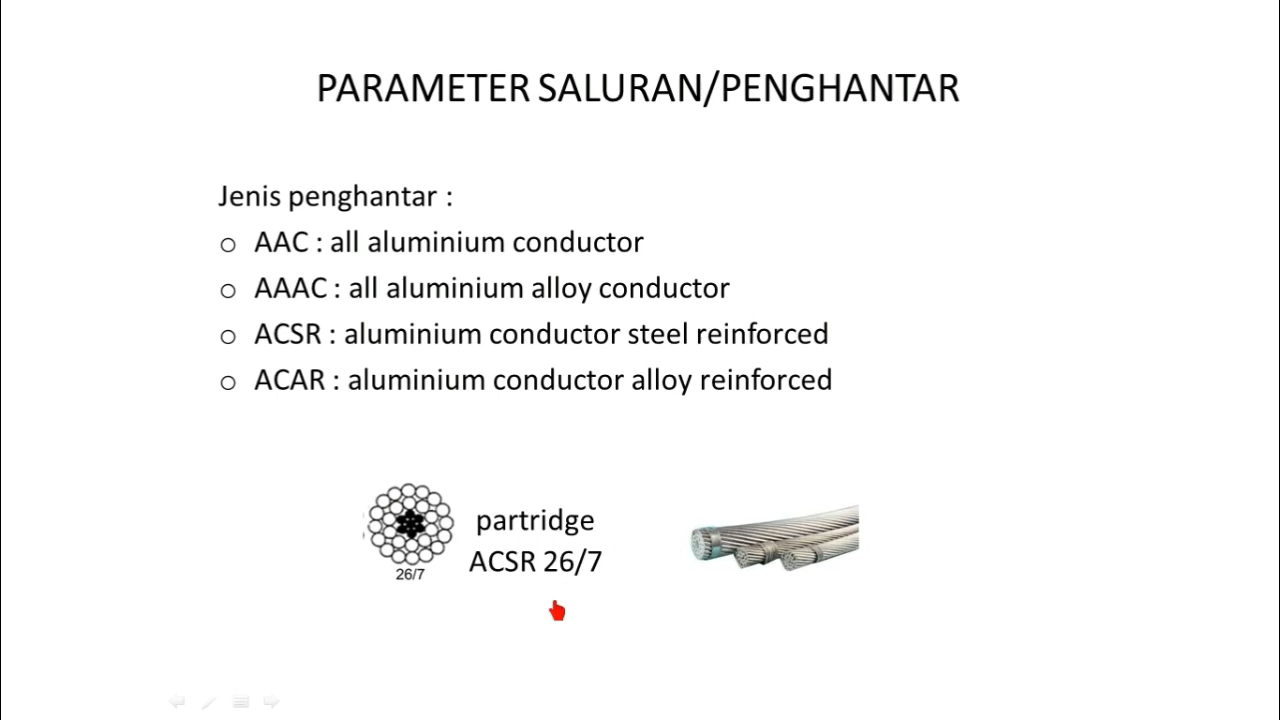 PARAMETER SALURAN/PENGHANTAR
Jenis penghantar :
o AAC : all aluminium conductor
o AAAC : all aluminium alloy conductor
o ACSR : aluminium conductor steel reinforced
o ACAR : aluminium conductor alloy reinforced
partridge
ACSR 26/7
26/7